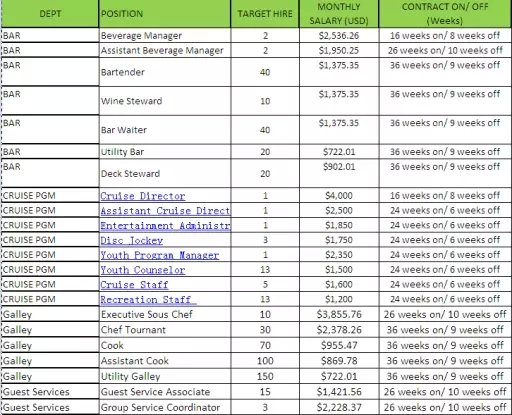 DEPT POSITION TARGET HIRE MONTHLY SALARY (USD) CONTRACT ON/ OFF (Weeks)
BAR Beverage Manager 2 $2,536.26 16 weeks on/ 8 weeks off
BAR Assistant Beverage Manager 2 $1,950.25 26 weeks on/ 10 weeks off
BAR Bartender 40 $1,375.35 36 weeks on/ 9 weeks off
BAR Wine Steward 10 $1,375.35 36 weeks on/ 9 weeks off
BAR Bar Waiter 40 $1,375.35 36 weeks on/ 9 weeks off
BAR Utility Bar 20 $722.01 36 weeks on/ 9 weeks off
BAR Deck Steward 20 $902.01 36 weeks on/ 9 weeks off
CRUISE PGM Cruise Director 1 $4,000 16 weeks on/ 8 weeks off
CRUISE PGM Assistant Cruise Direct 1 $2,500 24 weeks on/ 6 weeks off
CRUISE PGM Entertainment Administr 1 $1,850 24 weeks on/ 6 weeks off
CRUISE PGM Disc Jockey 3 $1,750 24 weeks on/ 6 weeks off
CRUISE PGM Youth Program Manager 1 $2,350 24 weeks on/ 6 weeks off
CRUISE PGM Youth Counselor 13 $1,500 24 weeks on/ 6 weeks off
CRUISE PGM Cruise Staff 5 $1,600 24 weeks on/ 6 weeks off
CRUISE PGM Recreation Staff 13 $1,200 24 weeks on/ 6 weeks off
Galley Executive Sous Chef 10 $3,855.76 26 weeks on/ 10 weeks off
Galley Chef Tournant 30 $2,378.26 36 weeks on/ 9 weeks off
Galley Cook 70 $955.47 36 weeks on/ 9 weeks off
Galley Assistant Cook 100 $869.78 36 weeks on/ 9 weeks off
Galley Utility Galley 150 $722.01 36 weeks on/ 9 weeks off
Guest Services Guest Service Associate 15 $1,421.56 26 weeks on/ 10 weeks off
Guest Services Group Service Coordinator 3 $2,228.37 26 weeks on/ 10 weeks off